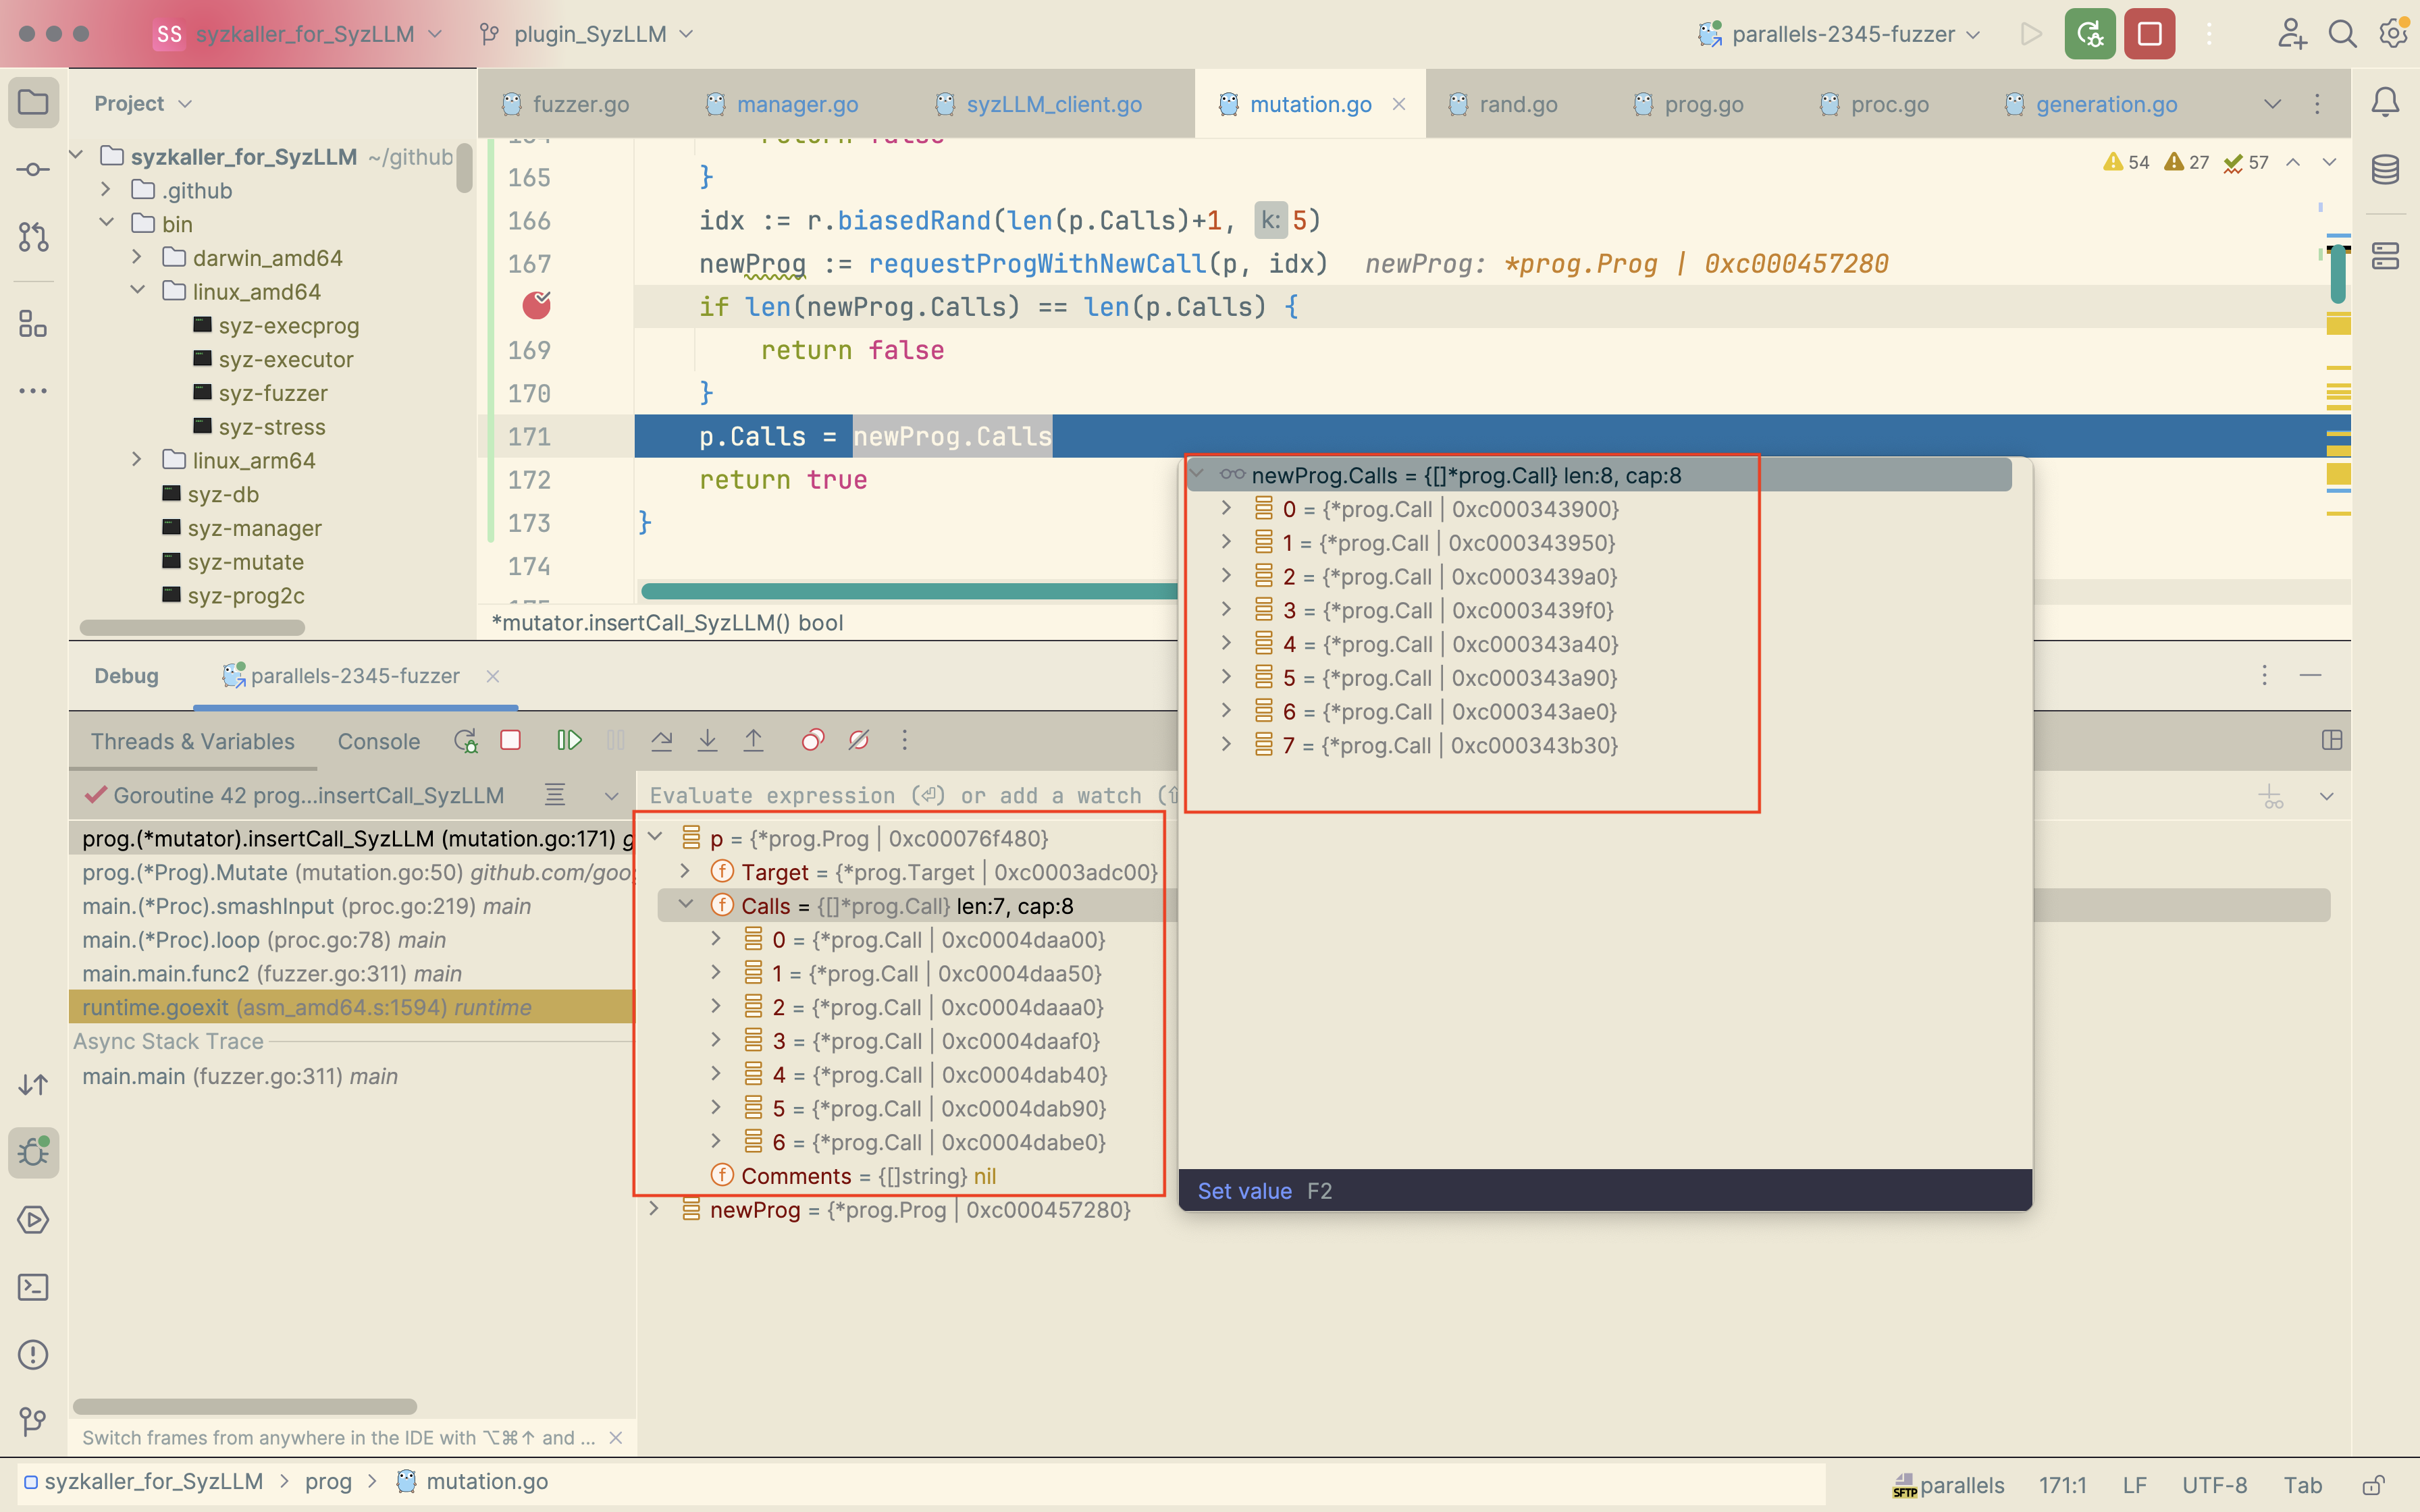 SS syzkaller_for_SyzLLM plugin_SyzLLM parallels-2345-fuzzer
Project
fuzzer.go manager.go syzLLM_client.go mutation.go rand.go prog.go proc.go generation.go
syzkaller_for_SyzLLM ~/github
.github
bin
darwin_amd64
linux_amd64
syz-execprog
syz-executor
syz-fuzzer
syz-stress
linux_arm64
syz-db
syz-manager
syz-mutate
syz-prog2c
54 27 57
164 return false
165 }
166 idx := r.biasedRand(len(p.Calls)+1, k: 5)
167 newProg := requestProgWithNewCall(p, idx) newProg: *prog.Prog | 0xc000457280
if len(newProg.Calls) == len(p.Calls) {
169 return false
170 }
171 p.Calls = newProg.Calls
172 return true
173 }
174
*mutator.insertCall_SyzLLM() bool
newProg.Calls = {[]*prog.Call} len:8, cap:8
0 = {*prog.Call | 0xc000343900}
1 = {*prog.Call | 0xc000343950}
2 = {*prog.Call | 0xc0003439a0}
3 = {*prog.Call | 0xc0003439f0}
4 = {*prog.Call | 0xc000343a40}
5 = {*prog.Call | 0xc000343a90}
6 = {*prog.Call | 0xc000343ae0}
7 = {*prog.Call | 0xc000343b30}
Set value F2
Debug parallels-2345-fuzzer
Threads & Variables Console
Goroutine 42 prog...insertCall_SyzLLM
prog.(*mutator).insertCall_SyzLLM (mutation.go:171) g
prog.(*Prog).Mutate (mutation.go:50) github.com/goo
main.(*Proc).smashInput (proc.go:219) main
main.(*Proc).loop (proc.go:78) main
main.main.func2 (fuzzer.go:311) main
runtime.goexit (asm_amd64.s:1594) runtime
Async Stack Trace
main.main (fuzzer.go:311) main
Switch frames from anywhere in the IDE with ⌥⌘↑ and ...
Evaluate expression (⏎) or add a watch (⇧
p = {*prog.Prog | 0xc00076f480}
Target = {*prog.Target | 0xc0003adc00}
Calls = {[]*prog.Call} len:7, cap:8
0 = {*prog.Call | 0xc0004daa00}
1 = {*prog.Call | 0xc0004daa50}
2 = {*prog.Call | 0xc0004daaa0}
3 = {*prog.Call | 0xc0004daaf0}
4 = {*prog.Call | 0xc0004dab40}
5 = {*prog.Call | 0xc0004dab90}
6 = {*prog.Call | 0xc0004dabe0}
Comments = {[]string} nil
newProg = {*prog.Prog | 0xc000457280}
syzkaller_for_SyzLLM > prog > mutation.go
SFTP parallels 171:1 LF UTF-8 Tab